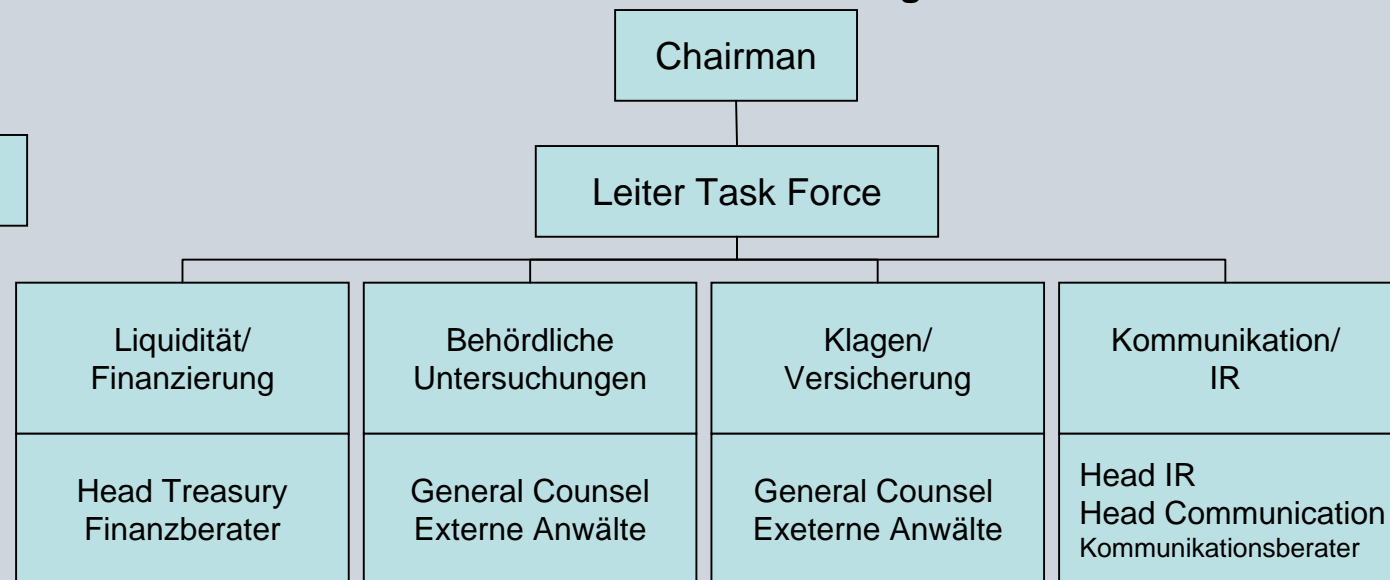 Chairman
Leiter Task Force
Liquidität/
Finanzierung
Behördliche
Untersuchungen
Klagen/
Versicherung
Kommunikation/
IR
Head Treasury
Finanzberater
General Counsel
Externe Anwälte
General Counsel
Exeterne Anwälte
Head IR
Head Communication
Kommunikationsberater